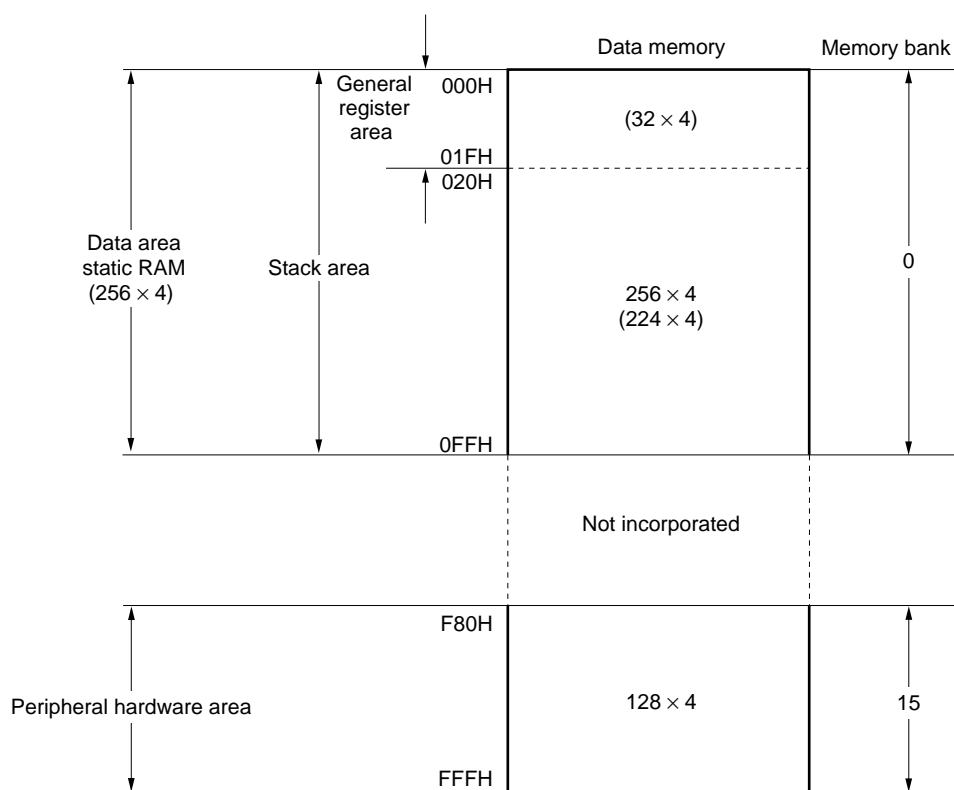 Data memory
Memory bank
General
register
area
000H
(32 × 4)
01FH
020H
Data area
static RAM
(256 × 4)
Stack area
256 × 4
(224 × 4)
0
0FFH
Not incorporated
F80H
Peripheral hardware area
128 × 4
15
FFFH